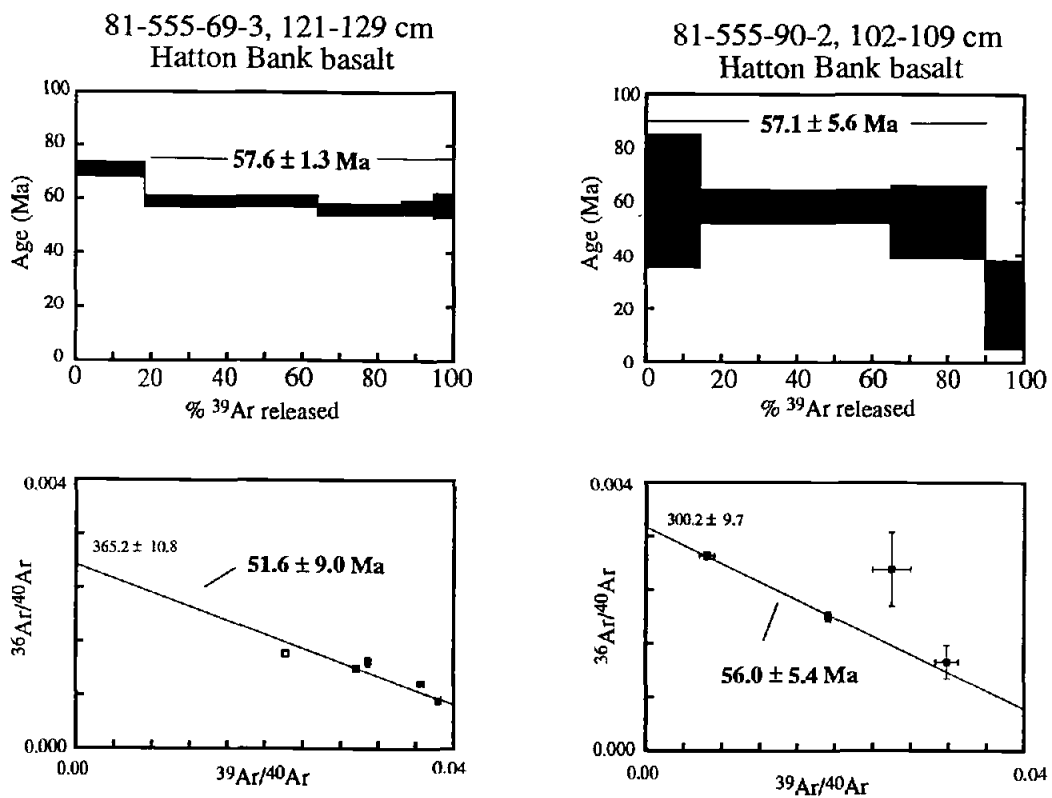 81-555-69-3, 121-129 cm
Hatton Bank basalt
100
80
60
40
20
0
Age (Ma)
57.6 ± 1.3 Ma
0 20 40 60 80 100
% ³⁹Ar released
81-555-90-2, 102-109 cm
Hatton Bank basalt
100
80
60
40
20
0
Age (Ma)
57.1 ± 5.6 Ma
0 20 40 60 80 100
% ³⁹Ar released
0.004
0.000
³⁶Ar/⁴⁰Ar
365.2 ± 10.8
51.6 ± 9.0 Ma
0.00 0.04
³⁹Ar/⁴⁰Ar
0.004
0.000
³⁶Ar/⁴⁰Ar
300.2 ± 9.7
56.0 ± 5.4 Ma
0.00 0.04
³⁹Ar/⁴⁰Ar